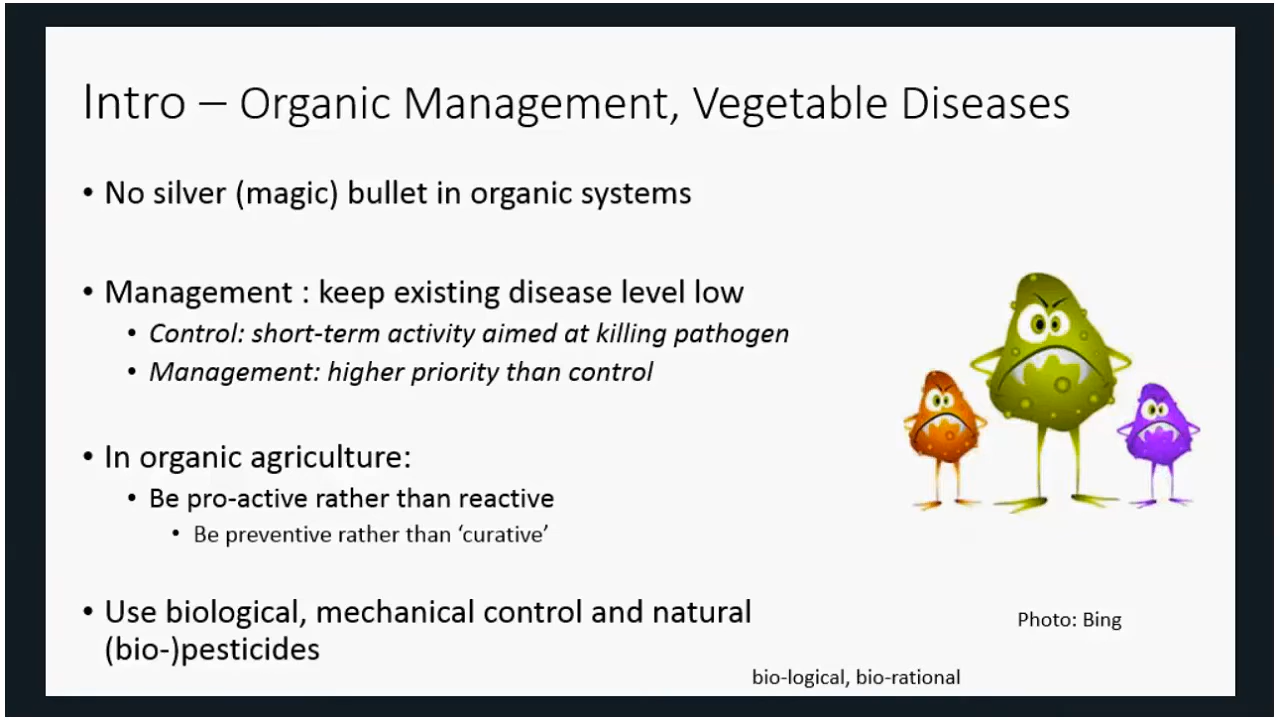 Intro – Organic Management, Vegetable Diseases
• No silver (magic) bullet in organic systems
• Management : keep existing disease level low
• Control: short-term activity aimed at killing pathogen
• Management: higher priority than control
• In organic agriculture:
• Be pro-active rather than reactive
• Be preventive rather than ‘curative’
• Use biological, mechanical control and natural
(bio-)pesticides
Photo: Bing
bio-logical, bio-rational